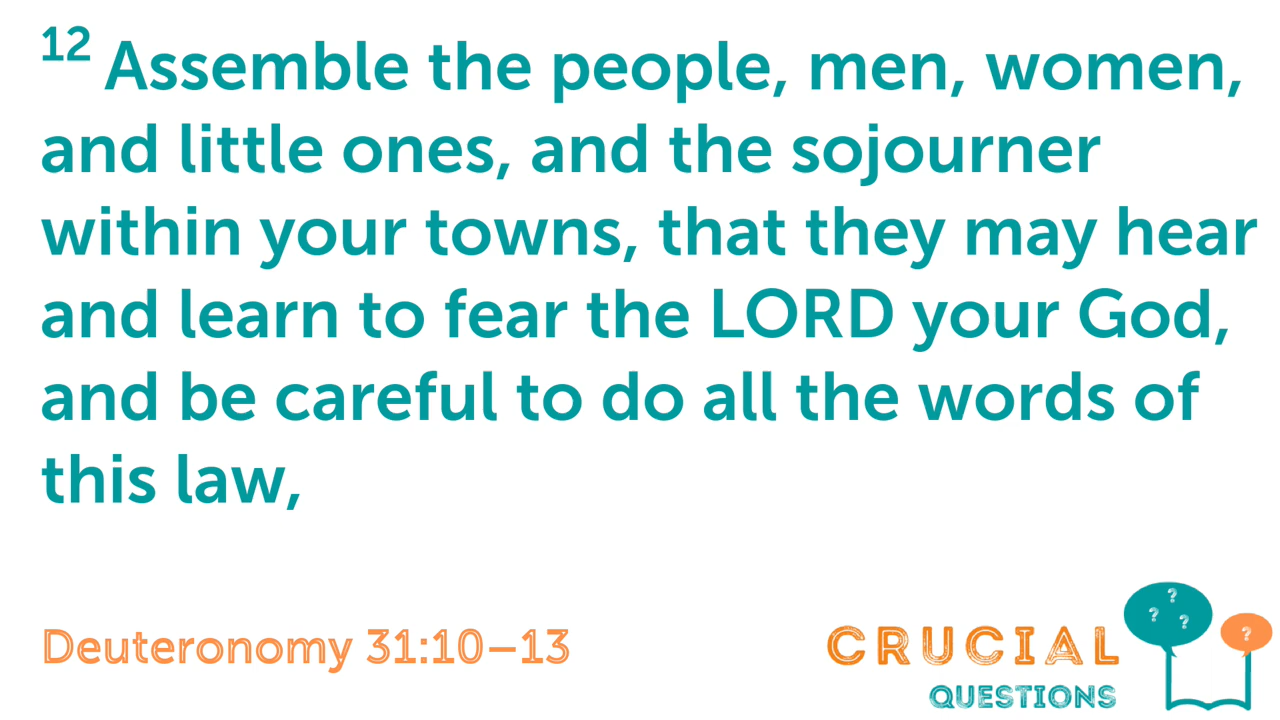 12 Assemble the people, men, women,
and little ones, and the sojourner
within your towns, that they may hear
and learn to fear the LORD your God,
and be careful to do all the words of
this law,
Deuteronomy 31:10–13
CRUCIAL
QUESTIONS
?
? ?
?